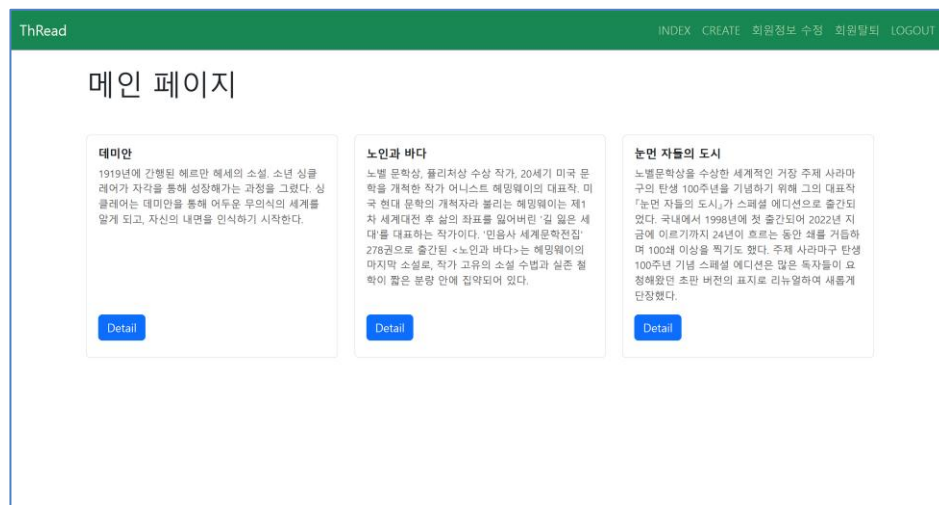 ThRead
INDEX CREATE 회원정보 수정 회원탈퇴 LOGOUT
메인 페이지
데미안
1919년에 간행된 헤르만 헤세의 소설. 소년 싱클
레어가 자각을 통해 성장해가는 과정을 그렸다. 싱
클레어는 데미안을 통해 어두운 무의식의 세계를
알게 되고, 자신의 내면을 인식하기 시작한다.
Detail
노인과 바다
노벨 문학상, 퓰리처상 수상 작가, 20세기 미국 문
학을 개척한 작가 어니스트 헤밍웨이의 대표작. 미
국 현대 문학의 개척자라 불리는 헤밍웨이는 제1
차 세계대전 후 삶의 좌표를 잃어버린 '길 잃은 세
대'를 대표하는 작가이다. '민음사 세계문학전집'
278권으로 출간된 <노인과 바다>는 헤밍웨이의
마지막 소설로, 작가 고유의 소설 수법과 실존 철
학이 짧은 분량 안에 집약되어 있다.
Detail
눈먼 자들의 도시
노벨문학상을 수상한 세계적인 거장 주제 사라마
구의 탄생 100주년을 기념하기 위해 그의 대표작
『눈먼 자들의 도시』가 스페셜 에디션으로 출간되
었다. 국내에서 1998년에 첫 출간되어 2022년 지
금에 이르기까지 24년이 흐르는 동안 쇄를 거듭하
며 100쇄 이상을 찍기도 했다. 주제 사라마구 탄생
100주년 기념 스페셜 에디션은 많은 독자들이 요
청해왔던 초판 버전의 표지로 리뉴얼하여 새롭게
단장했다.
Detail